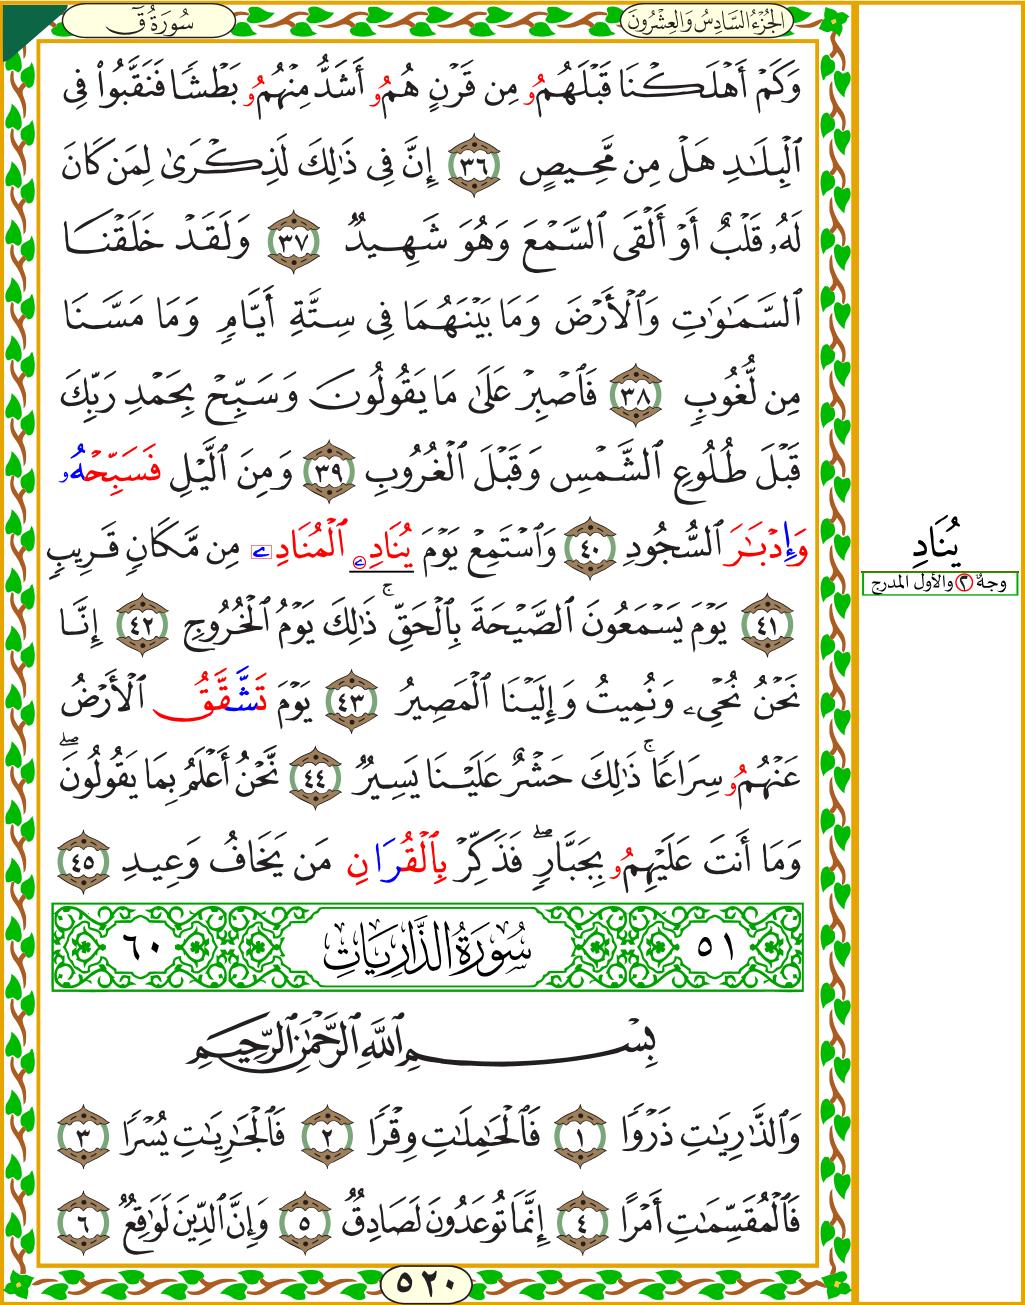 سُورَةُ قٓ
الجُزْءُ السَّادِسُ وَالعِشْرُونَ
وَكَمْ أَهْلَكْنَا قَبْلَهُمُۥ مِن قَرْنٍ هُمُۥ أَشَدُّ مِنْهُمُۥ بَطْشًا فَنَقَّبُوا۟ فِى
ٱلْبِلَٰدِ هَلْ مِن مَّحِيصٍ ٣٦ إِنَّ فِى ذَٰلِكَ لَذِكْرَىٰ لِمَن كَانَ
لَهُۥ قَلْبٌ أَوْ أَلْقَى ٱلسَّمْعَ وَهُوَ شَهِيدٌ ٣٧ وَلَقَدْ خَلَقْنَا
ٱلسَّمَٰوَٰتِ وَٱلْأَرْضَ وَمَا بَيْنَهُمَا فِى سِتَّةِ أَيَّامٍ وَمَا مَسَّنَا
مِن لُّغُوبٍ ٣٨ فَٱصْبِرْ عَلَىٰ مَا يَقُولُونَ وَسَبِّحْ بِحَمْدِ رَبِّكَ
قَبْلَ طُلُوعِ ٱلشَّمْسِ وَقَبْلَ ٱلْغُرُوبِ ٣٩ وَمِنَ ٱلَّيْلِ فَسَبِّحْهُۥ
وَإِدْبَٰرَ ٱلسُّجُودِ ٤٠ وَٱسْتَمِعْ يَوْمَ يُنَادِۦ ٱلْمُنَادِۦ مِن مَّكَانٍ قَرِيبٍ
٤١ يَوْمَ يَسْمَعُونَ ٱلصَّيْحَةَ بِٱلْحَقِّ ۚ ذَٰلِكَ يَوْمُ ٱلْخُرُوجِ ٤٢ إِنَّا
نَحْنُ نُحْىِۦ وَنُمِيتُ وَإِلَيْنَا ٱلْمَصِيرُ ٤٣ يَوْمَ تَشَّقَّقُ ٱلْأَرْضُ
عَنْهُمُۥ سِرَاعًا ۚ ذَٰلِكَ حَشْرٌ عَلَيْنَا يَسِيرٌ ٤٤ نَّحْنُ أَعْلَمُ بِمَا يَقُولُونَ ۖ
وَمَا أَنتَ عَلَيْهِمُۥ بِجَبَّارٍ ۖ فَذَكِّرْ بِٱلْقُرَانِ مَن يَخَافُ وَعِيدِ ٤٥
٥١ سُورَةُ الذَّارِيَاتِ ٦٠
بِسْمِ ٱللَّهِ ٱلرَّحْمَٰنِ ٱلرَّحِيمِ
وَٱلذَّٰرِيَٰتِ ذَرْوًا ١ فَٱلْحَٰمِلَٰتِ وِقْرًا ٢ فَٱلْجَٰرِيَٰتِ يُسْرًا ٣
فَٱلْمُقَسِّمَٰتِ أَمْرًا ٤ إِنَّمَا تُوعَدُونَ لَصَادِقٌ ٥ وَإِنَّ ٱلدِّينَ لَوَٰقِعٌ ٦
٥٢٠
يُنَادِ
وجهٌ ٢ والأول المدرج